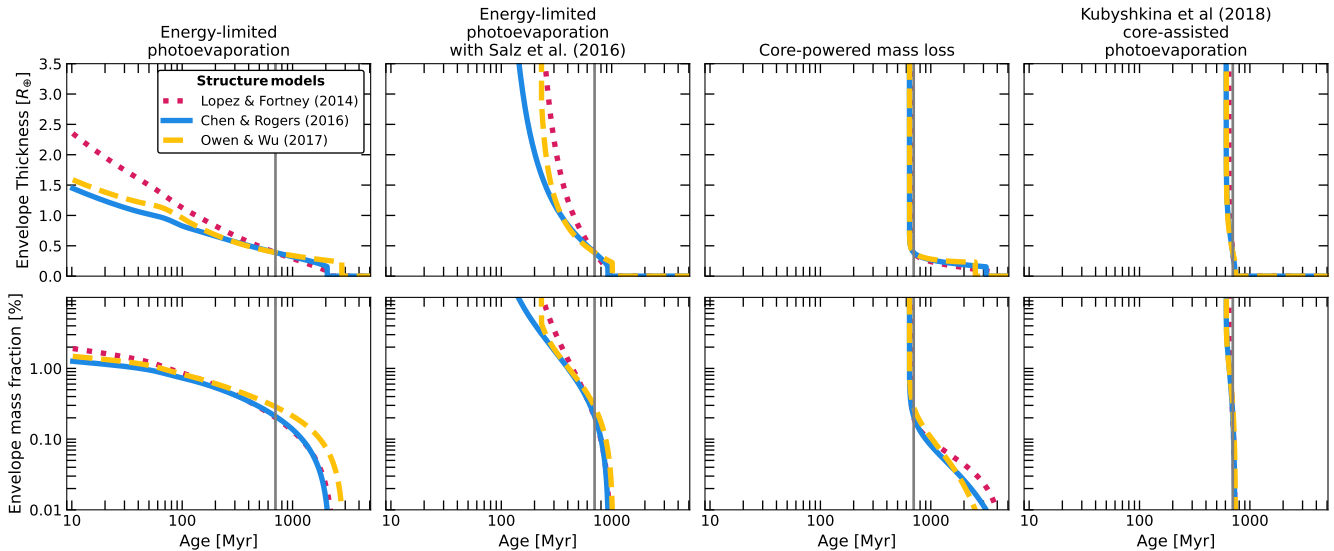 Energy-limited
photoevaporation
Energy-limited
photoevaporation
with Salz et al. (2016)
Core-powered mass loss
Kubyshkina et al (2018)
core-assisted
photoevaporation
Envelope Thickness [R⊕]
3.5
3.0
2.5
2.0
1.5
1.0
0.5
0.0
Structure models
Lopez & Fortney (2014)
Chen & Rogers (2016)
Owen & Wu (2017)
Envelope mass fraction [%]
1.00
0.10
0.01
10 100 1000
10 100 1000
10 100 1000
10 100 1000
Age [Myr]
Age [Myr]
Age [Myr]
Age [Myr]